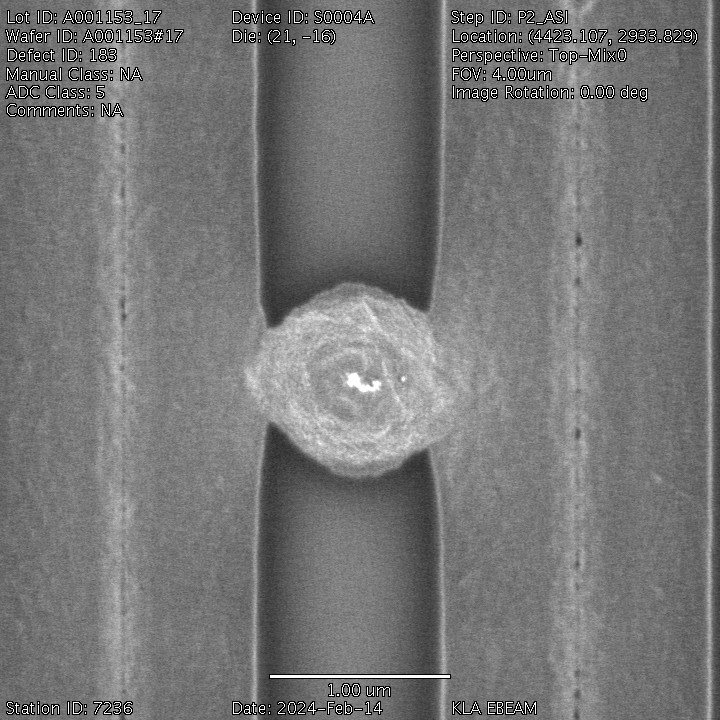 Lot ID: A001153_17
Wafer ID: A001153#17
Defect ID: 183
Manual Class: NA
ADC Class: 5
Comments: NA
Device ID: S0004A
Die: (21, -16)
Step ID: P2_ASI
Location: (4423.107, 2933.829)
Perspective: Top-Mix0
FOV: 4.00um
Image Rotation: 0.00 deg
1.00 um
Station ID: 7236
Date: 2024-Feb-14
KLA EBEAM